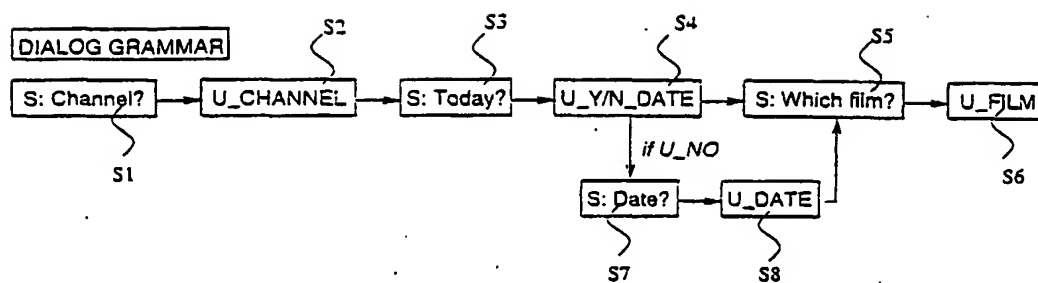 S2 S3 S4 S5
DIALOG GRAMMAR
S: Channel? U_CHANNEL S: Today? U_Y/N_DATE S: Which film? U_FILM
if U_NO
S1 S6
S: Date? U_DATE
S7 S8